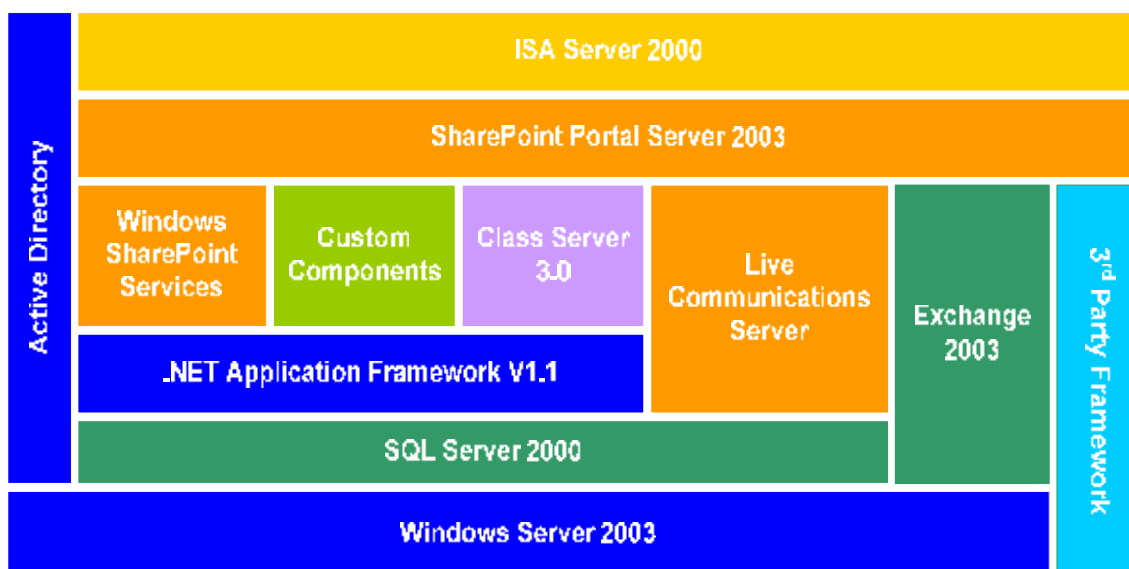 ISA Server 2000
SharePoint Portal Server 2003
Active Directory
Windows
SharePoint
Services
Custom
Components
Class Server
3.0
Live
Communications
Server
Exchange
2003
3rd Party Framework
.NET Application Framework V1.1
SQL Server 2000
Windows Server 2003